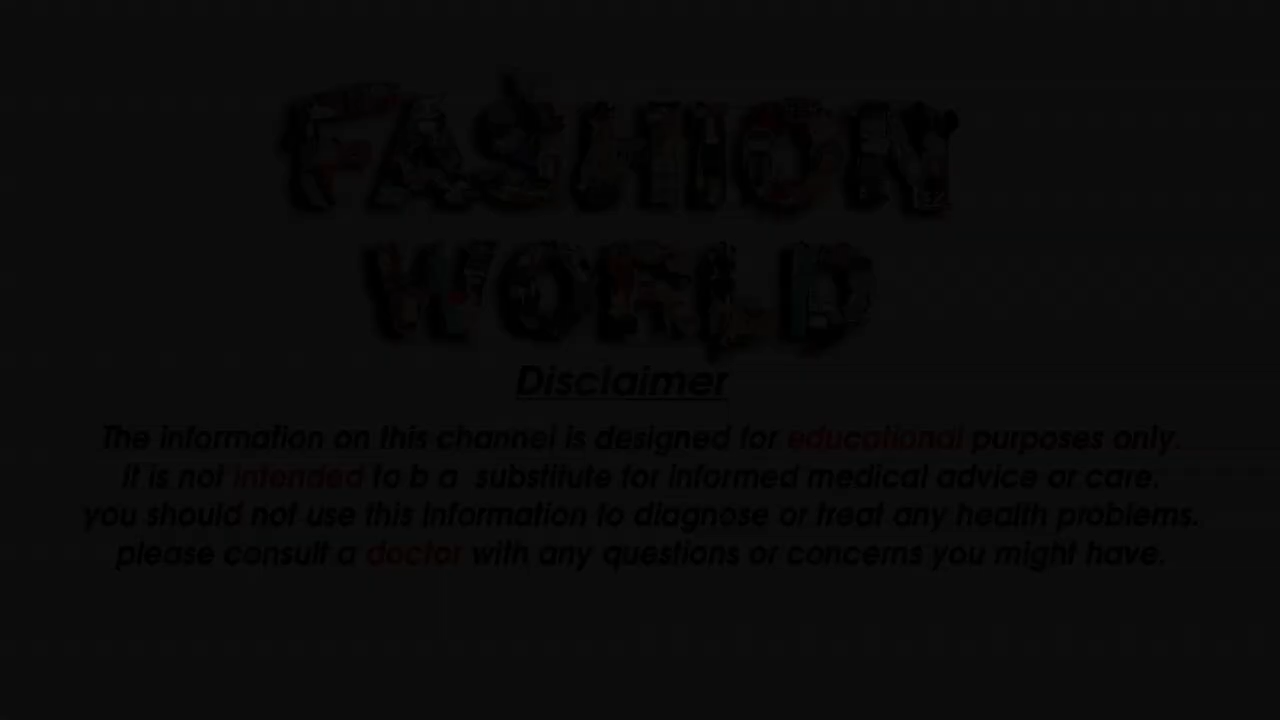 FASHION
WORLD
Disclaimer
The information on this channel is designed for educational purposes only.
It is not intended to b a substitute for informed medical advice or care.
you should not use this information to diagnose or treat any health problems.
please consult a doctor with any questions or concerns you might have.